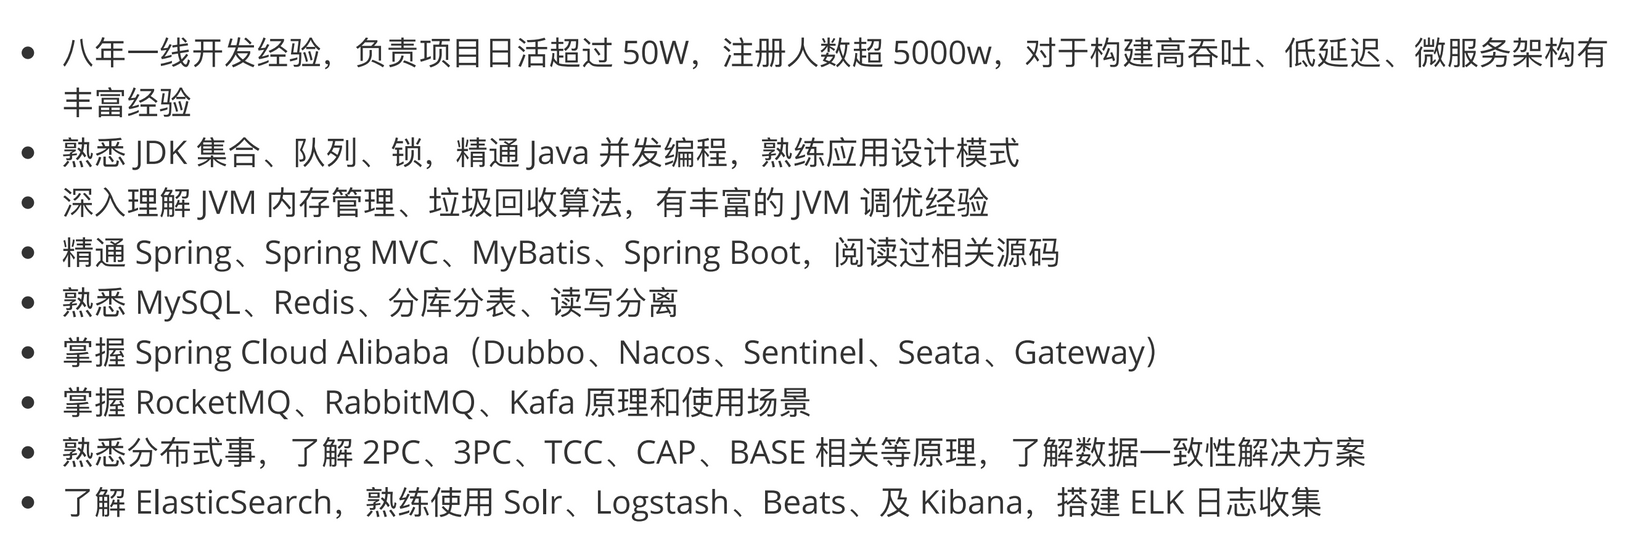 • 八年一线开发经验，负责项目日活超过 50W，注册人数超 5000w，对于构建高吞吐、低延迟、微服务架构有
丰富经验
• 熟悉 JDK 集合、队列、锁，精通 Java 并发编程，熟练应用设计模式
• 深入理解 JVM 内存管理、垃圾回收算法，有丰富的 JVM 调优经验
• 精通 Spring、Spring MVC、MyBatis、Spring Boot，阅读过相关源码
• 熟悉 MySQL、Redis、分库分表、读写分离
• 掌握 Spring Cloud Alibaba（Dubbo、Nacos、Sentinel、Seata、Gateway）
• 掌握 RocketMQ、RabbitMQ、Kafa 原理和使用场景
• 熟悉分布式事，了解 2PC、3PC、TCC、CAP、BASE 相关等原理，了解数据一致性解决方案
• 了解 ElasticSearch，熟练使用 Solr、Logstash、Beats、及 Kibana，搭建 ELK 日志收集